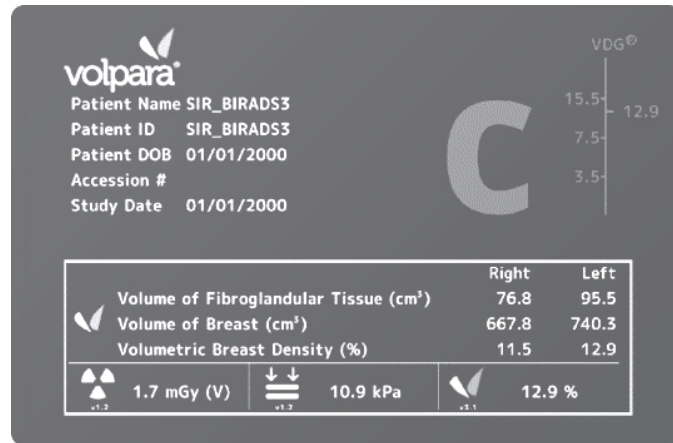 VDG®
volpara®
Patient Name SIR_BIRADS3
Patient ID SIR_BIRADS3
Patient DOB 01/01/2000
Accession #
Study Date 01/01/2000
C
15.5
12.9
7.5
3.5
Right Left
Volume of Fibroglandular Tissue (cm³) 76.8 95.5
Volume of Breast (cm³) 667.8 740.3
Volumetric Breast Density (%) 11.5 12.9
1.7 mGy (V) 10.9 kPa 12.9 %
v1.2 v1.2 v3.1